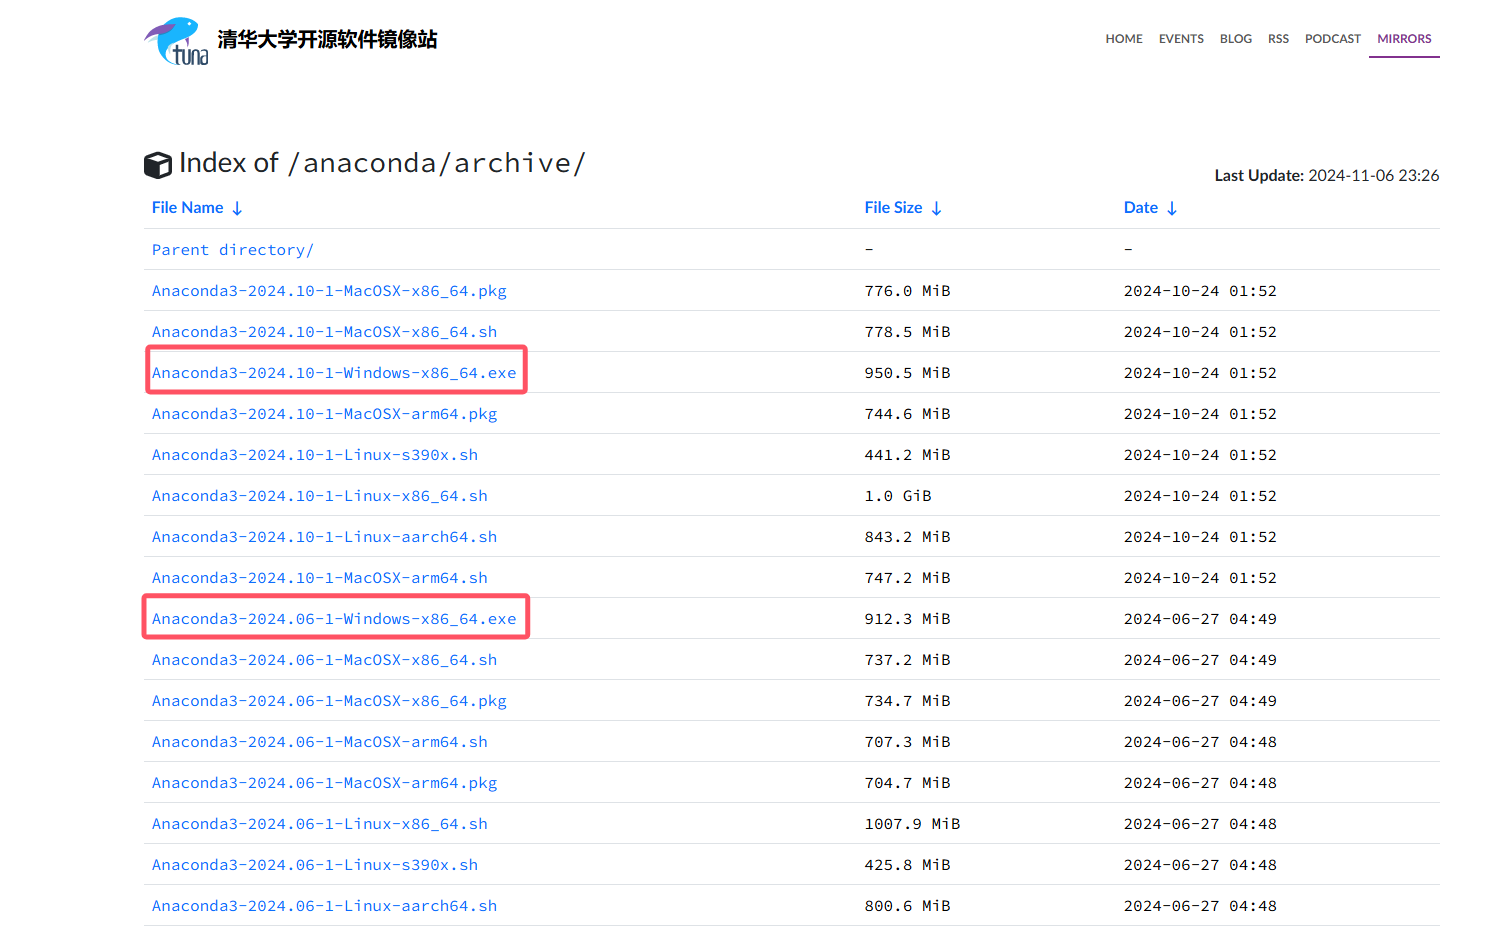 tuna 清华大学开源软件镜像站
HOME EVENTS BLOG RSS PODCAST MIRRORS
Index of /anaconda/archive/
Last Update: 2024-11-06 23:26
File Name ↓ File Size ↓ Date ↓
Parent directory/ - -
Anaconda3-2024.10-1-MacOSX-x86_64.pkg 776.0 MiB 2024-10-24 01:52
Anaconda3-2024.10-1-MacOSX-x86_64.sh 778.5 MiB 2024-10-24 01:52
Anaconda3-2024.10-1-Windows-x86_64.exe 950.5 MiB 2024-10-24 01:52
Anaconda3-2024.10-1-MacOSX-arm64.pkg 744.6 MiB 2024-10-24 01:52
Anaconda3-2024.10-1-Linux-s390x.sh 441.2 MiB 2024-10-24 01:52
Anaconda3-2024.10-1-Linux-x86_64.sh 1.0 GiB 2024-10-24 01:52
Anaconda3-2024.10-1-Linux-aarch64.sh 843.2 MiB 2024-10-24 01:52
Anaconda3-2024.10-1-MacOSX-arm64.sh 747.2 MiB 2024-10-24 01:52
Anaconda3-2024.06-1-Windows-x86_64.exe 912.3 MiB 2024-06-27 04:49
Anaconda3-2024.06-1-MacOSX-x86_64.sh 737.2 MiB 2024-06-27 04:49
Anaconda3-2024.06-1-MacOSX-x86_64.pkg 734.7 MiB 2024-06-27 04:49
Anaconda3-2024.06-1-MacOSX-arm64.sh 707.3 MiB 2024-06-27 04:48
Anaconda3-2024.06-1-MacOSX-arm64.pkg 704.7 MiB 2024-06-27 04:48
Anaconda3-2024.06-1-Linux-x86_64.sh 1007.9 MiB 2024-06-27 04:48
Anaconda3-2024.06-1-Linux-s390x.sh 425.8 MiB 2024-06-27 04:48
Anaconda3-2024.06-1-Linux-aarch64.sh 800.6 MiB 2024-06-27 04:48